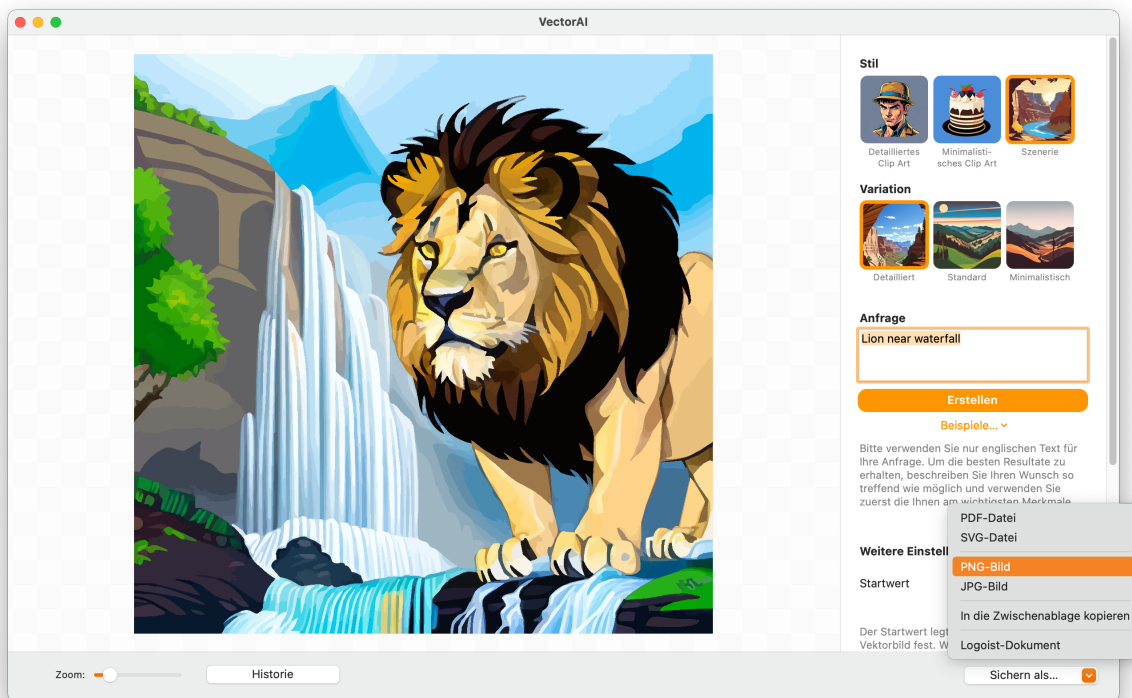 VectorAI
Stil
Detailliertes
Clip Art
Minimalisti-
sches Clip Art
Szenerie
Variation
Detailliert
Standard
Minimalistisch
Anfrage
Lion near waterfall
Erstellen
Beispiele...
Bitte verwenden Sie nur englischen Text für
Ihre Anfrage. Um die besten Resultate zu
erhalten, beschreiben Sie Ihren Wunsch so
treffend wie möglich und verwenden Sie
zuerst die Ihnen am wichtigsten Merkmale
Weitere Einstell
Startwert
Der Startwert legt
Vektorbild fest. W
PDF-Datei
SVG-Datei
PNG-Bild
JPG-Bild
In die Zwischenablage kopieren
Logoist-Dokument
Zoom:
Historie
Sichern als...